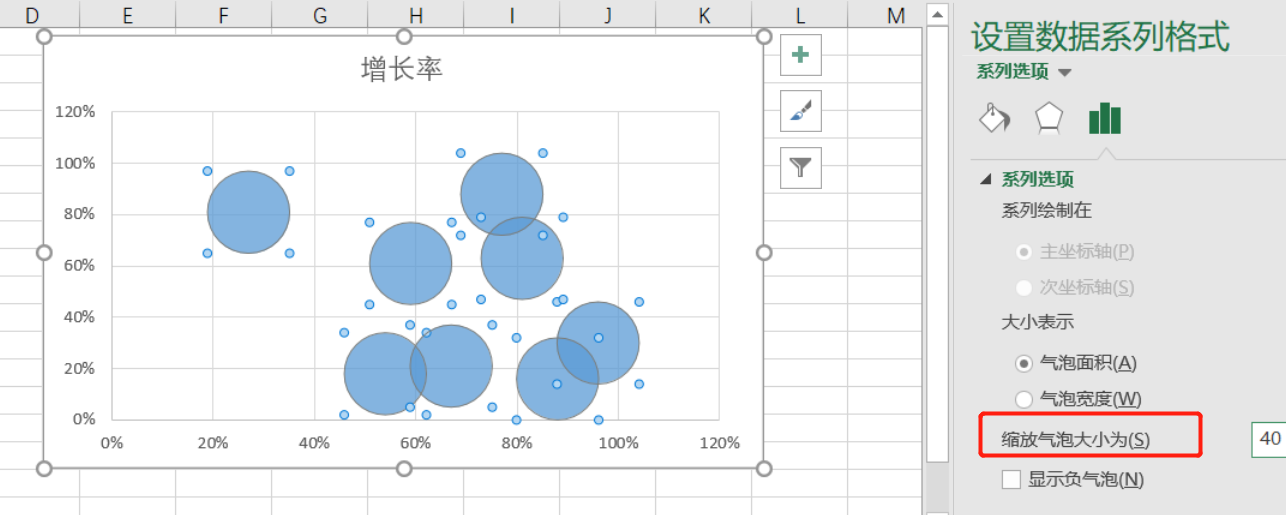 D E F G H I J K L M
设置数据系列格式
系列选项
增长率
120%
100%
80%
60%
40%
20%
0%
0% 20% 40% 60% 80% 100% 120%
系列选项
系列绘制在
主坐标轴(P)
次坐标轴(S)
大小表示
气泡面积(A)
气泡宽度(W)
缩放气泡大小为(S) 40
显示负气泡(N)